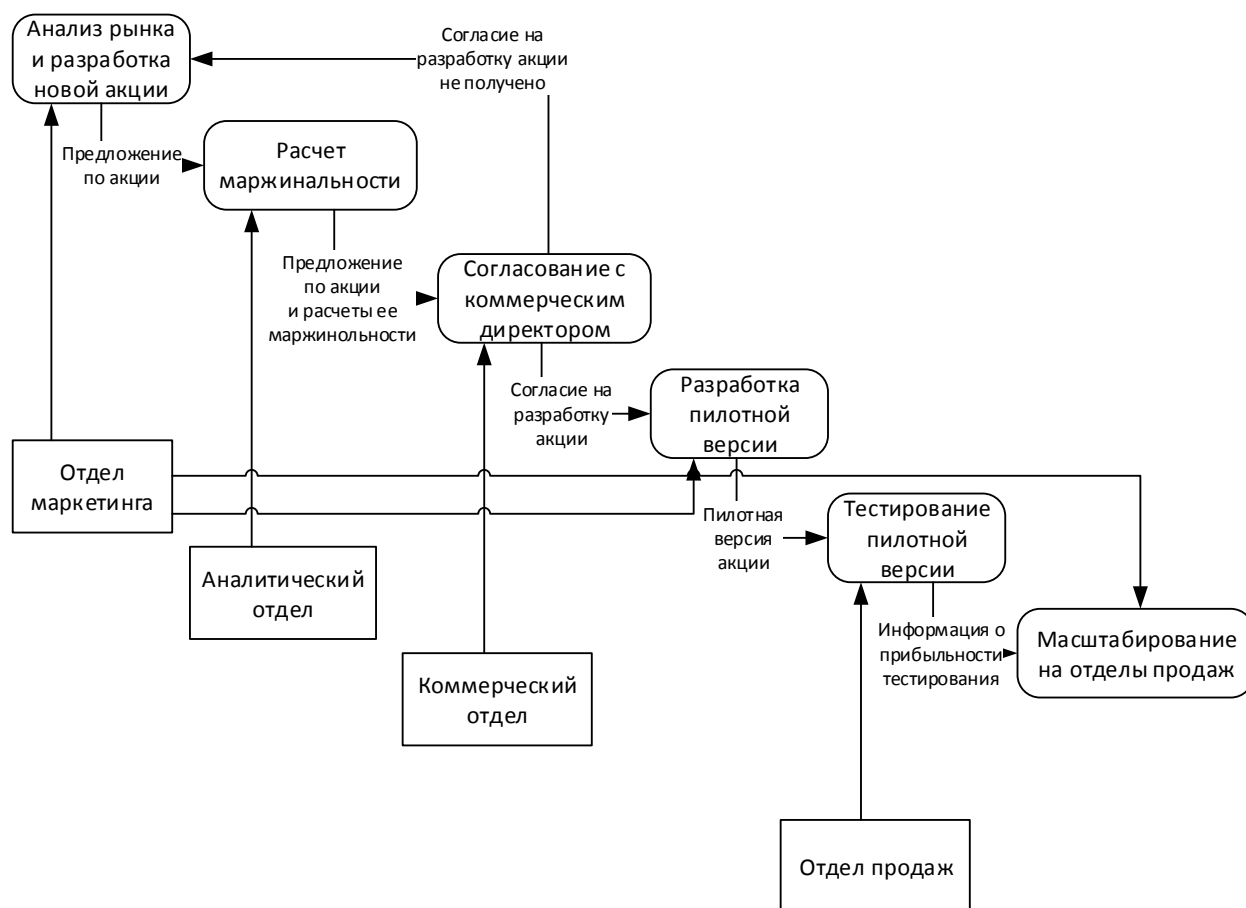 Анализ рынка
и разработка
новой акции
Согласие на
разработку акции
не получено
Предложение
по акции
Расчет
маржинальности
Предложение
по акции
и расчеты ее
маржинольности
Согласование с
коммерческим
директором
Согласие на
разработку
акции
Разработка
пилотной
версии
Отдел
маркетинга
Пилотная
версия
акции
Тестирование
пилотной
версии
Аналитический
отдел
Информация о
прибыльности
тестирования
Масштабирование
на отделы продаж
Коммерческий
отдел
Отдел продаж